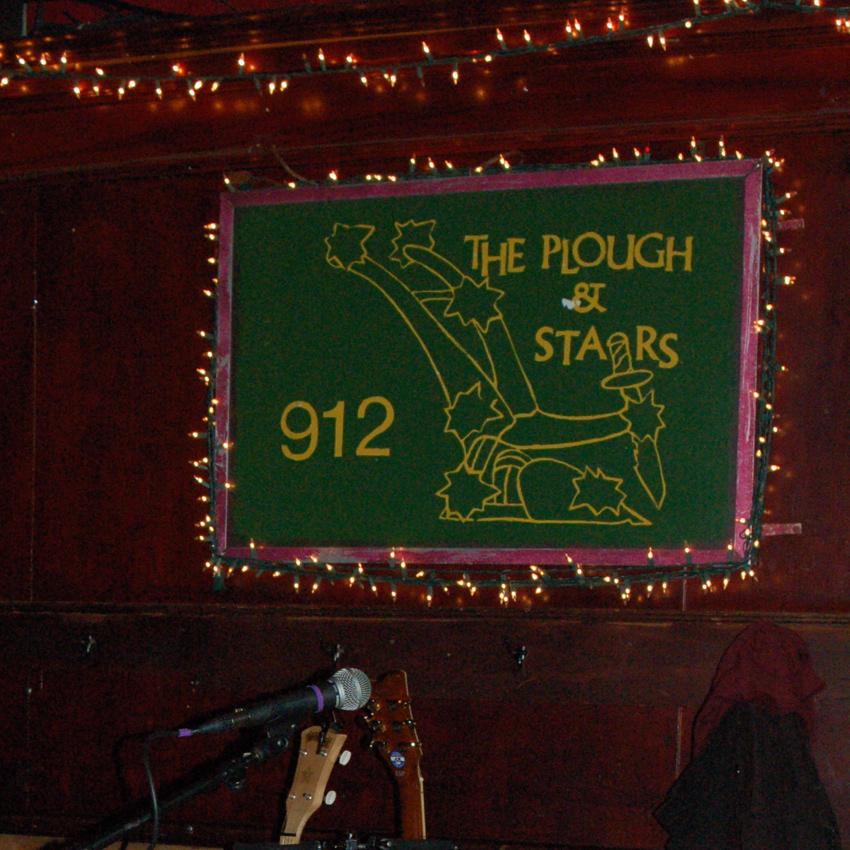 THE PLOUGH
&
STARS
912